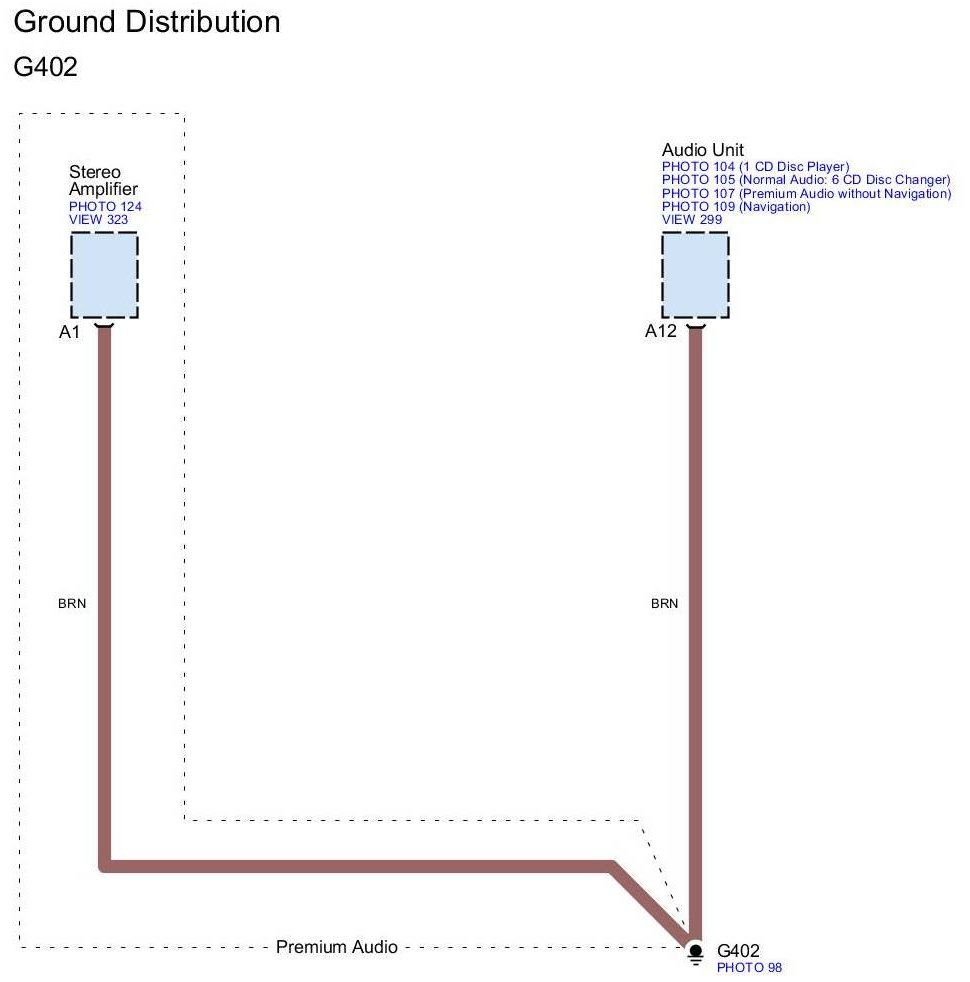 Ground Distribution
G402
Stereo
Amplifier
PHOTO 124
VIEW 323
A1
BRN
Audio Unit
PHOTO 104 (1 CD Disc Player)
PHOTO 105 (Normal Audio: 6 CD Disc Changer)
PHOTO 107 (Premium Audio without Navigation)
PHOTO 109 (Navigation)
VIEW 299
A12
BRN
Premium Audio
G402
PHOTO 98